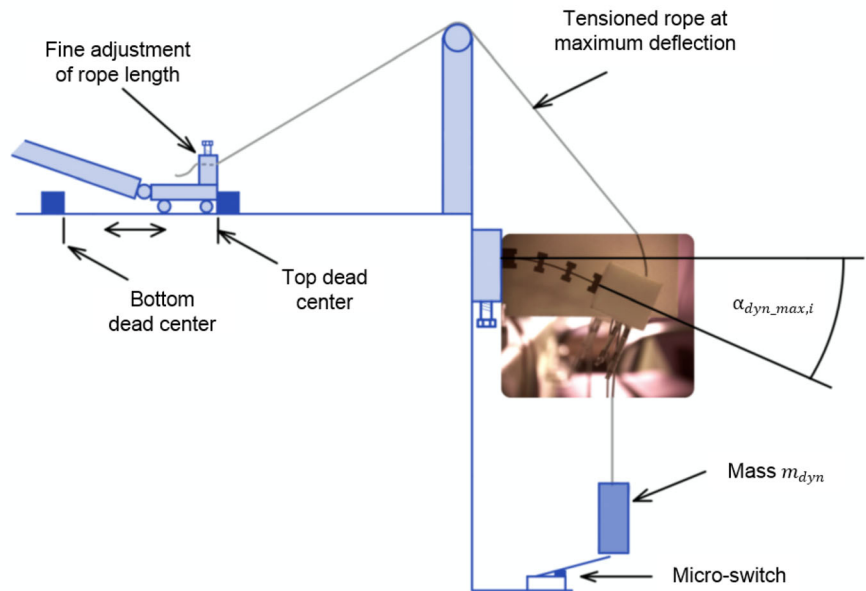 Tensioned rope at
maximum deflection
Fine adjustment
of rope length
Top dead
center
Bottom
dead center
α_{dyn_max,i}
Mass m_{dyn}
Micro-switch